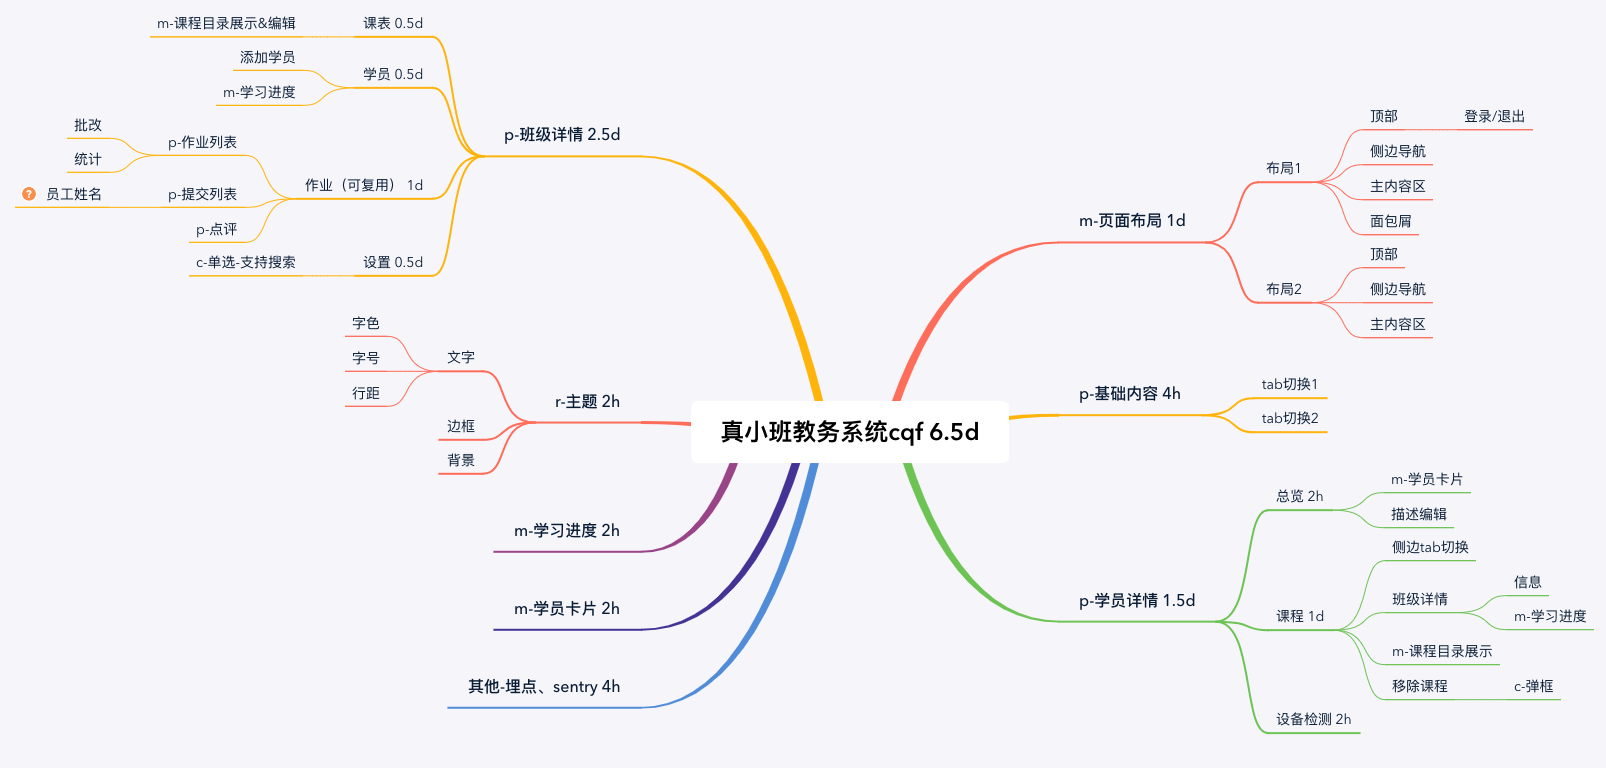 真小班教务系统cqf 6.5d
m-页面布局 1d
布局1
顶部
登录/退出
侧边导航
主内容区
面包屑
布局2
顶部
侧边导航
主内容区
p-基础内容 4h
tab切换1
tab切换2
p-学员详情 1.5d
总览 2h
m-学员卡片
描述编辑
课程 1d
侧边tab切换
班级详情
信息
m-学习进度
m-课程目录展示
移除课程
c-弹框
设备检测 2h
p-班级详情 2.5d
课表 0.5d
m-课程目录展示&编辑
学员 0.5d
添加学员
m-学习进度
作业（可复用） 1d
p-作业列表
批改
统计
p-提交列表
? 员工姓名
p-点评
设置 0.5d
c-单选-支持搜索
r-主题 2h
文字
字色
字号
行距
边框
背景
m-学习进度 2h
m-学员卡片 2h
其他-埋点、sentry 4h